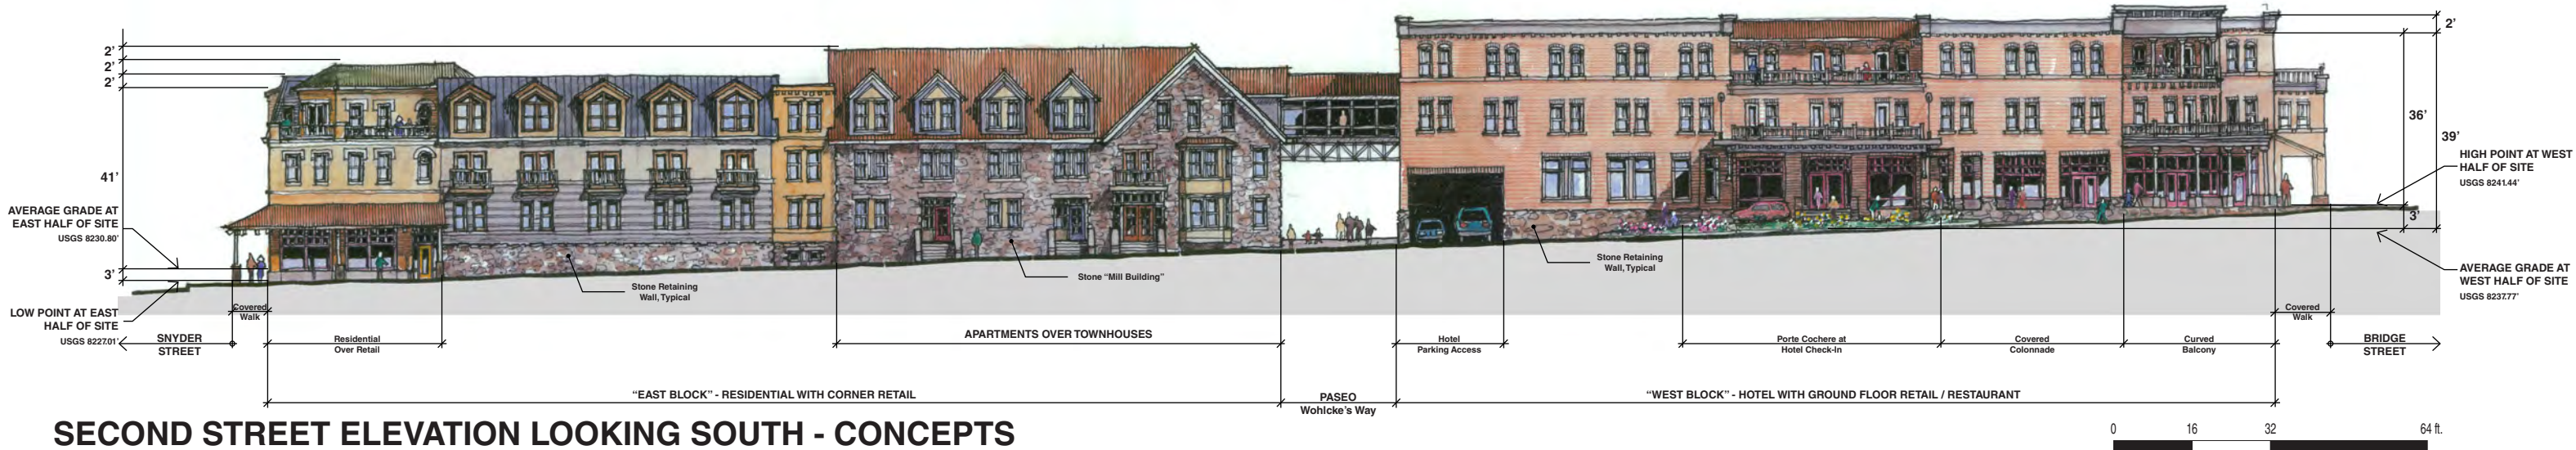 2'
2'
2'
41'
AVERAGE GRADE AT
EAST HALF OF SITE
USGS 8230.80'
3'
LOW POINT AT EAST
HALF OF SITE
USGS 8227.01'
SNYDER
STREET
Covered
Walk
Residential
Over Retail
Stone Retaining
Wall, Typical
Stone “Mill Building”
APARTMENTS OVER TOWNHOUSES
“EAST BLOCK” - RESIDENTIAL WITH CORNER RETAIL
PASEO
Wohlcke's Way
Hotel
Parking Access
Stone Retaining
Wall, Typical
Porte Cochere at
Hotel Check-In
Covered
Colonnade
Curved
Balcony
Covered
Walk
BRIDGE
STREET
“WEST BLOCK” - HOTEL WITH GROUND FLOOR RETAIL / RESTAURANT
2'
36'
39'
HIGH POINT AT WEST
HALF OF SITE
USGS 8241.44'
3'
AVERAGE GRADE AT
WEST HALF OF SITE
USGS 8237.77'
SECOND STREET ELEVATION LOOKING SOUTH - CONCEPTS
0 16 32 64 ft.